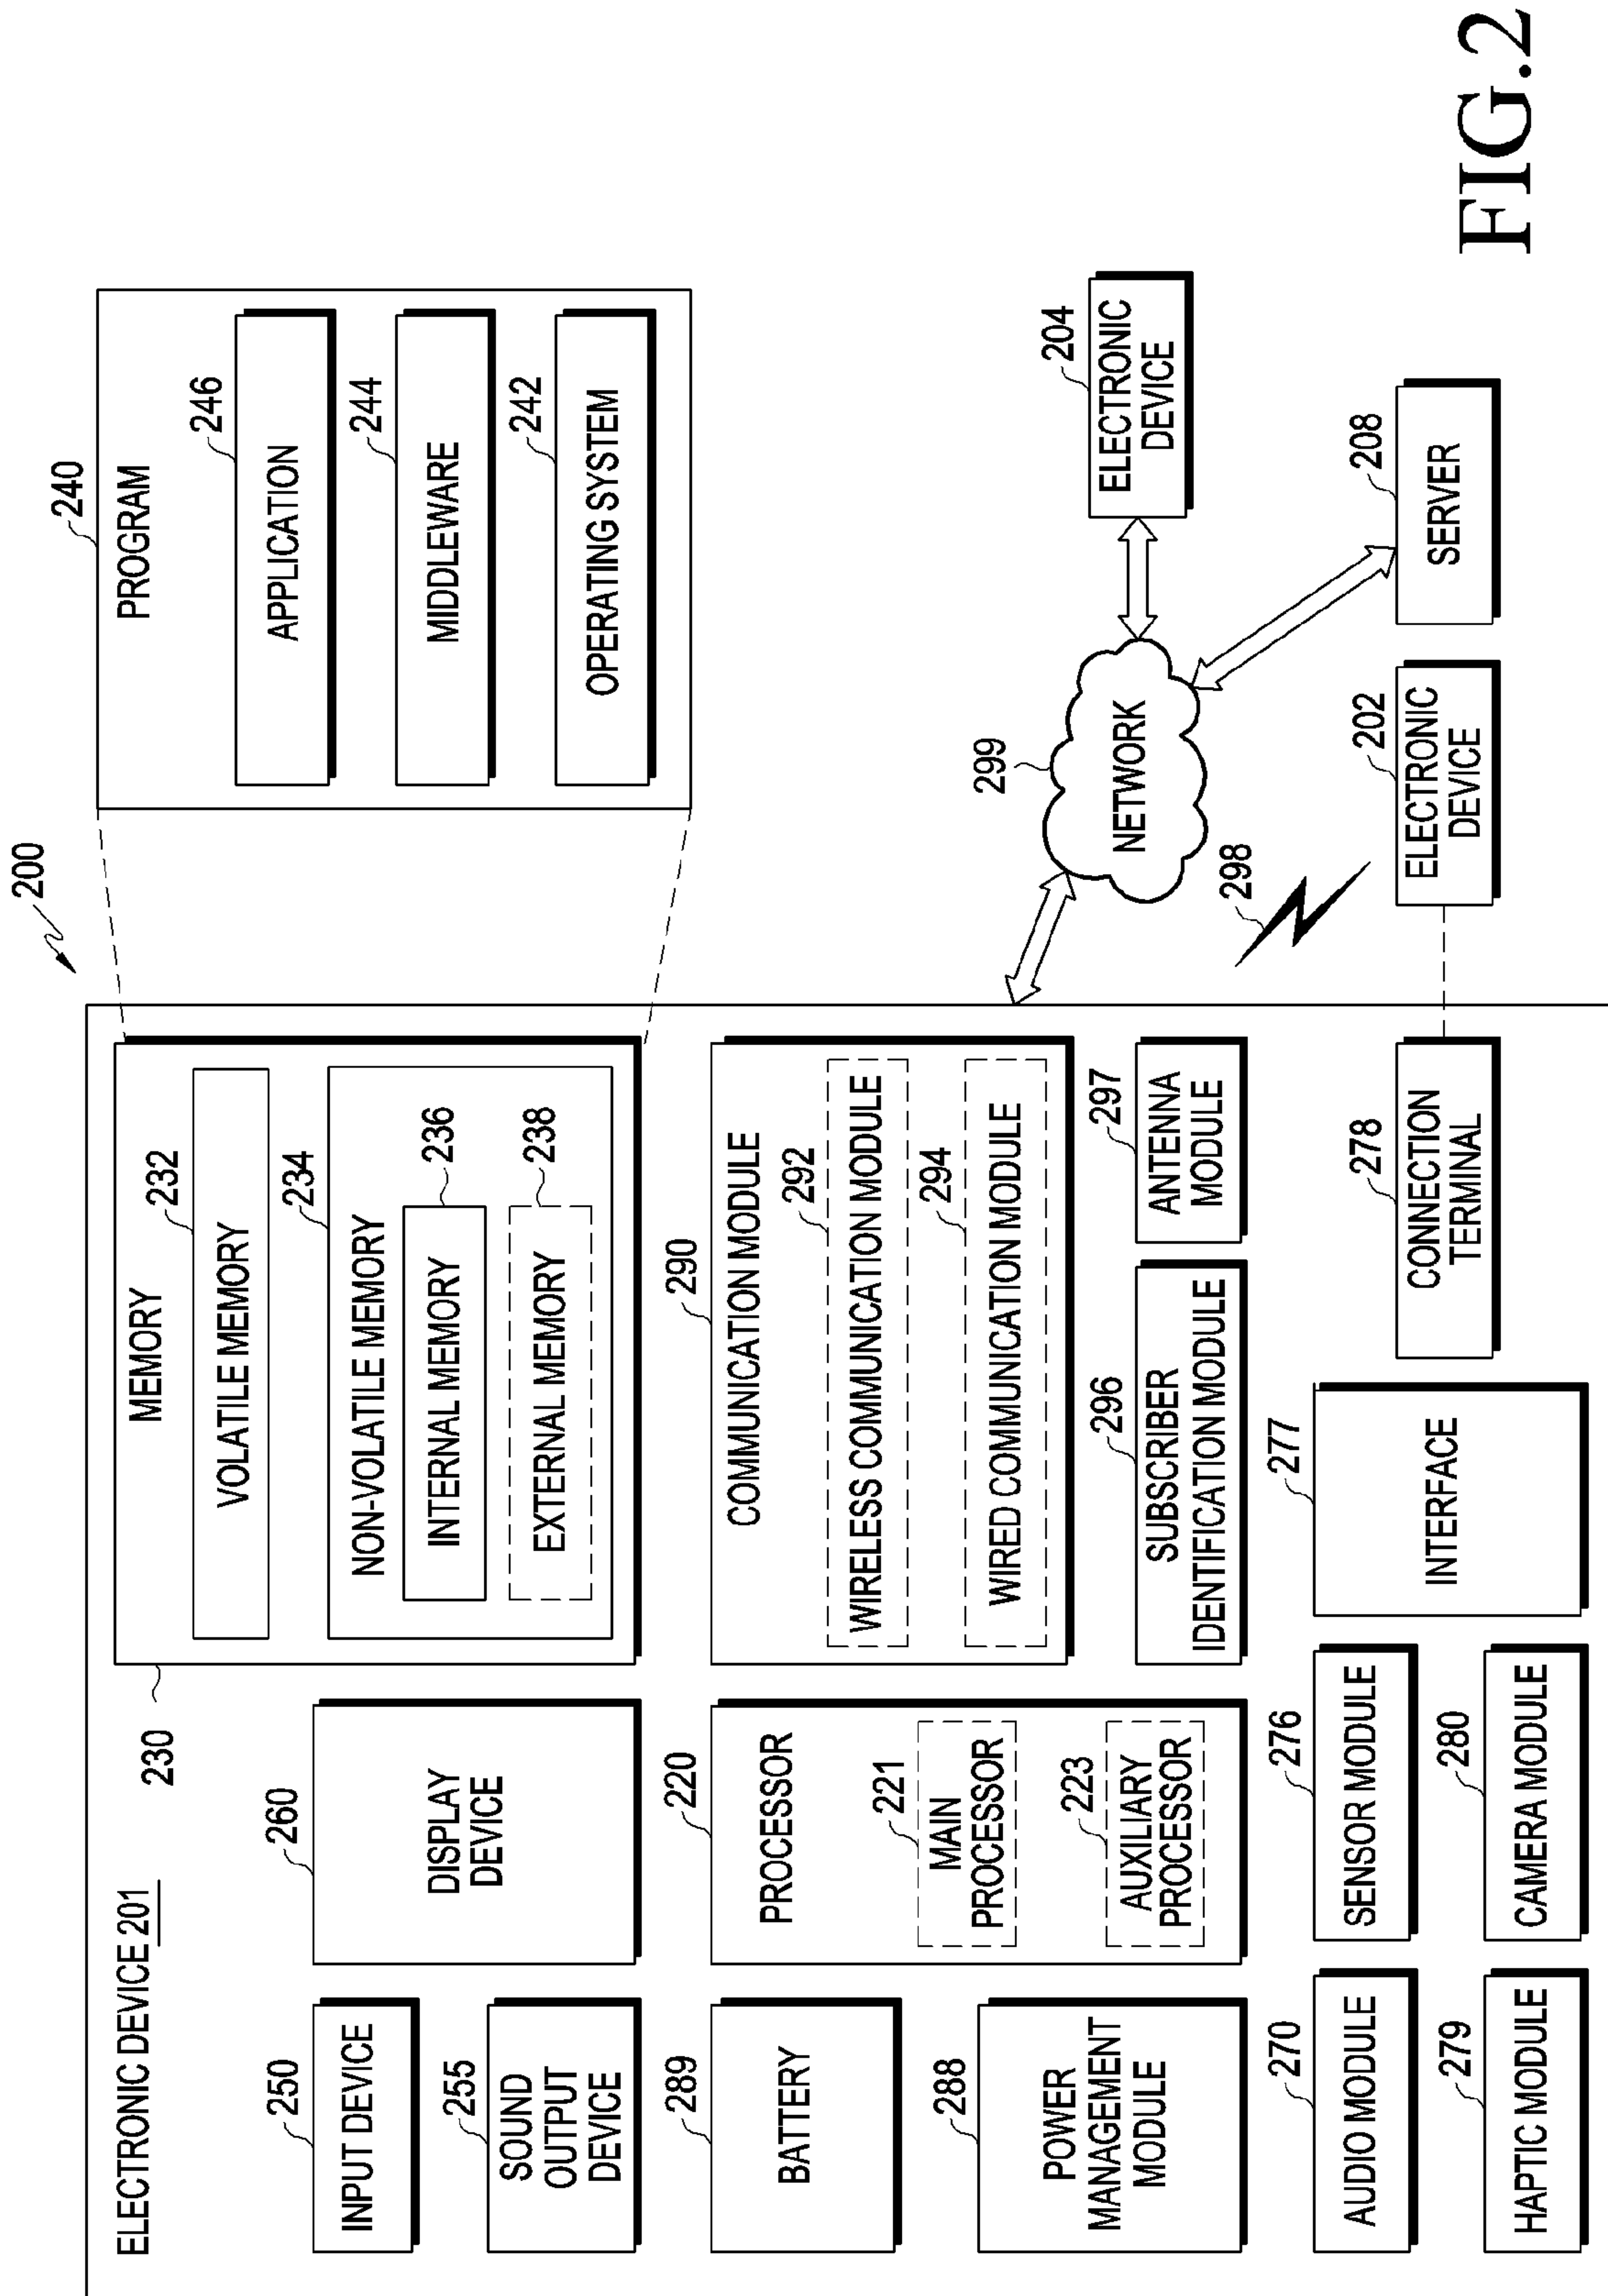 200
ELECTRONIC DEVICE 201
230
MEMORY
232
VOLATILE MEMORY
234
NON-VOLATILE MEMORY
236
INTERNAL MEMORY
238
EXTERNAL MEMORY
240
PROGRAM
246
APPLICATION
244
MIDDLEWARE
242
OPERATING SYSTEM
250
INPUT DEVICE
255
SOUND
OUTPUT
DEVICE
260
DISPLAY
DEVICE
289
BATTERY
288
POWER
MANAGEMENT
MODULE
220
PROCESSOR
221
MAIN
PROCESSOR
223
AUXILIARY
PROCESSOR
290
COMMUNICATION MODULE
292
WIRELESS COMMUNICATION MODULE
294
WIRED COMMUNICATION MODULE
296
SUBSCRIBER
IDENTIFICATION MODULE
297
ANTENNA
MODULE
270
AUDIO MODULE
276
SENSOR MODULE
277
INTERFACE
278
CONNECTION
TERMINAL
279
HAPTIC MODULE
280
CAMERA MODULE
299
NETWORK
298
204
ELECTRONIC
DEVICE
202
ELECTRONIC
DEVICE
208
SERVER
FIG.2